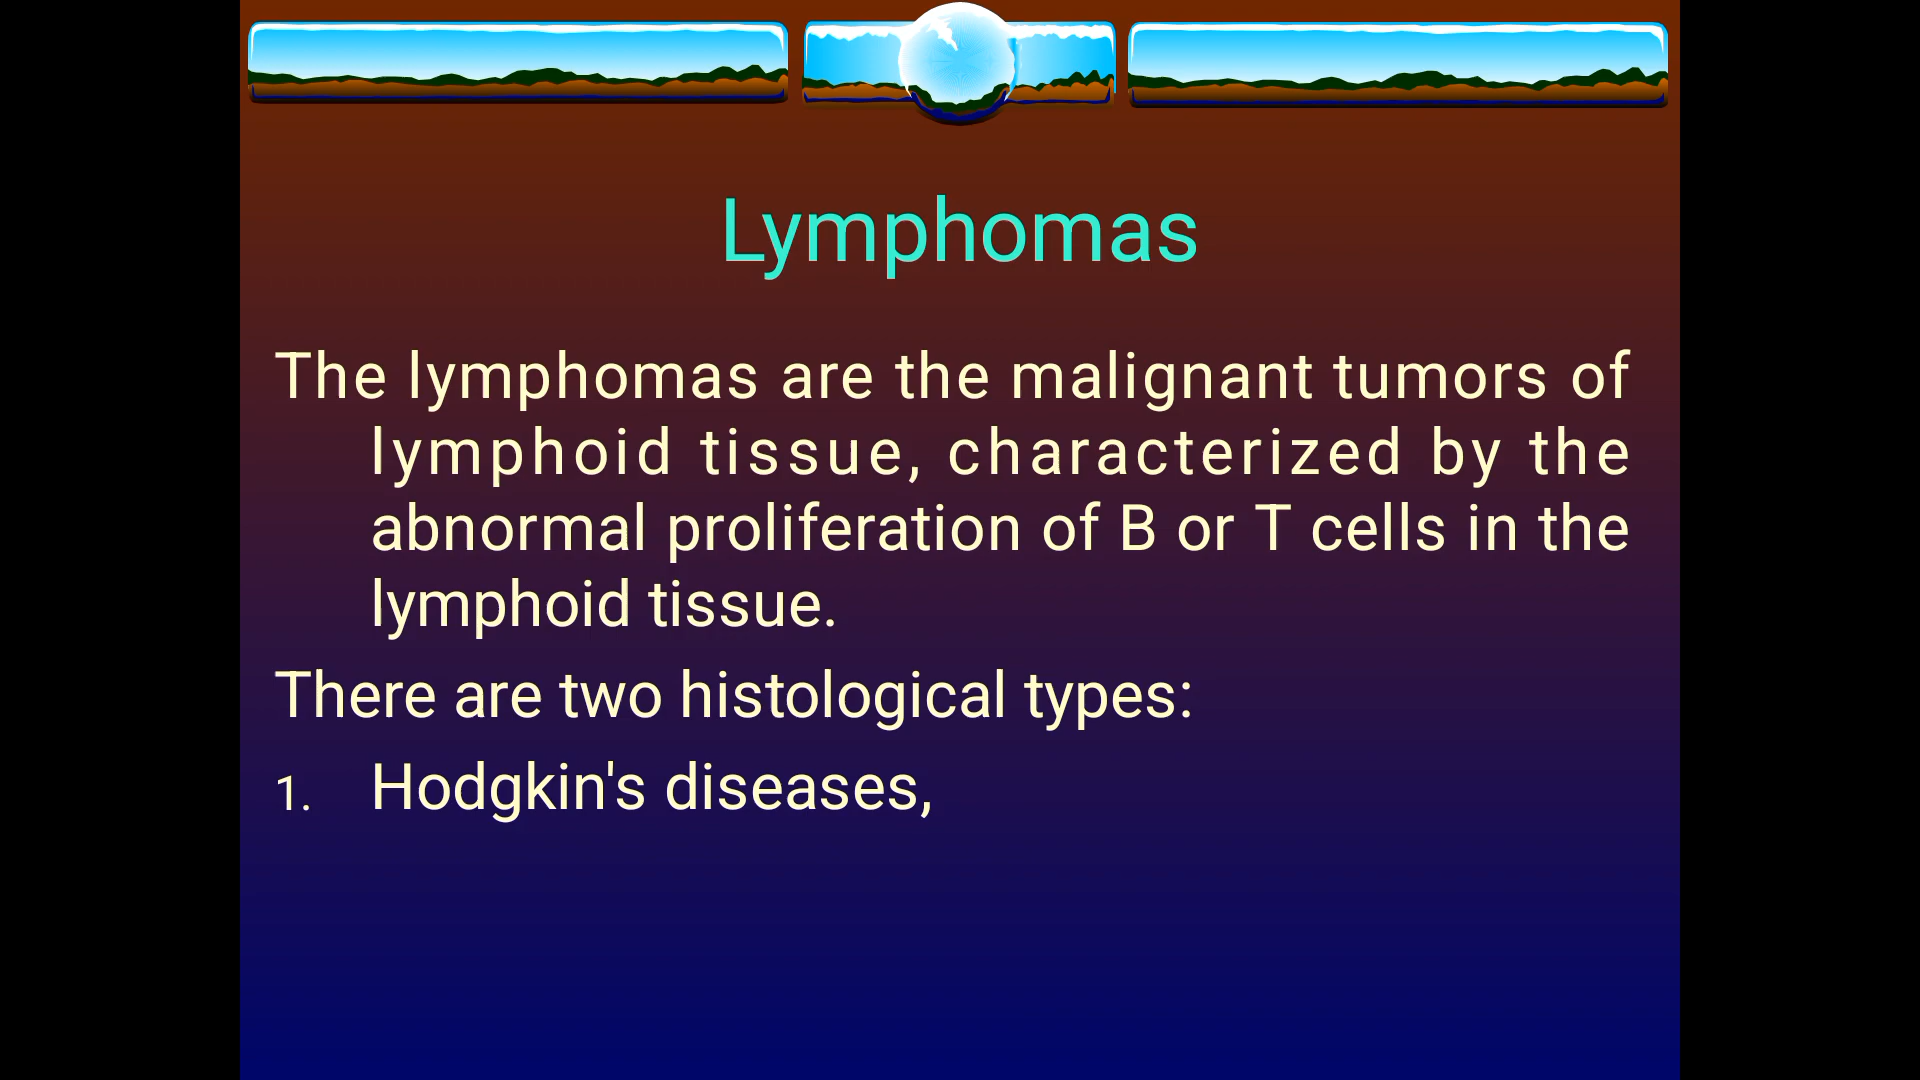 Lymphomas
The lymphomas are the malignant tumors of
lymphoid tissue, characterized by the
abnormal proliferation of B or T cells in the
lymphoid tissue.
There are two histological types:
1. Hodgkin's diseases,